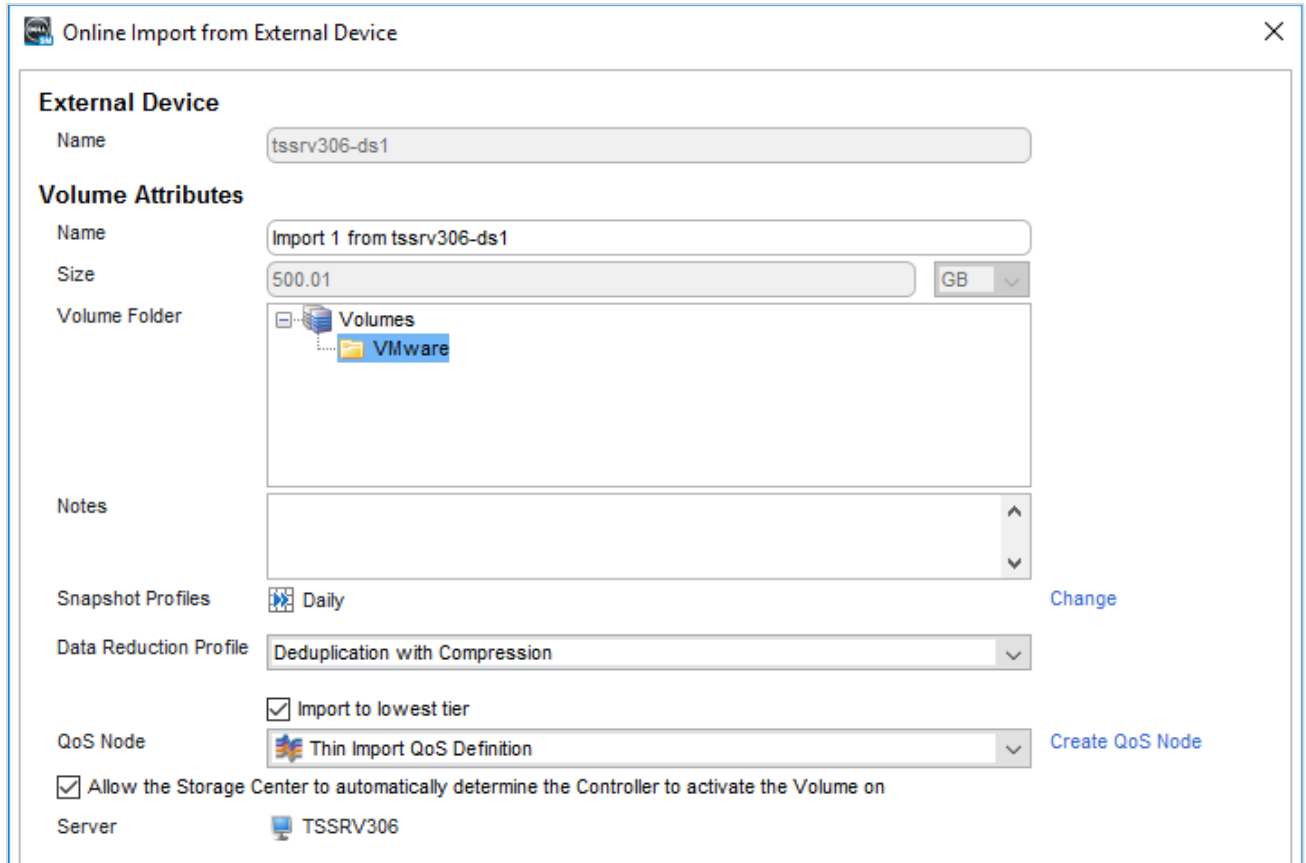 Online Import from External Device
External Device
Name tssrv306-ds1
Volume Attributes
Name Import 1 from tssrv306-ds1
Size 500.01 GB
Volume Folder Volumes
VMware
Notes
Snapshot Profiles Daily Change
Data Reduction Profile Deduplication with Compression
Import to lowest tier
QoS Node Thin Import QoS Definition Create QoS Node
Allow the Storage Center to automatically determine the Controller to activate the Volume on
Server TSSRV306